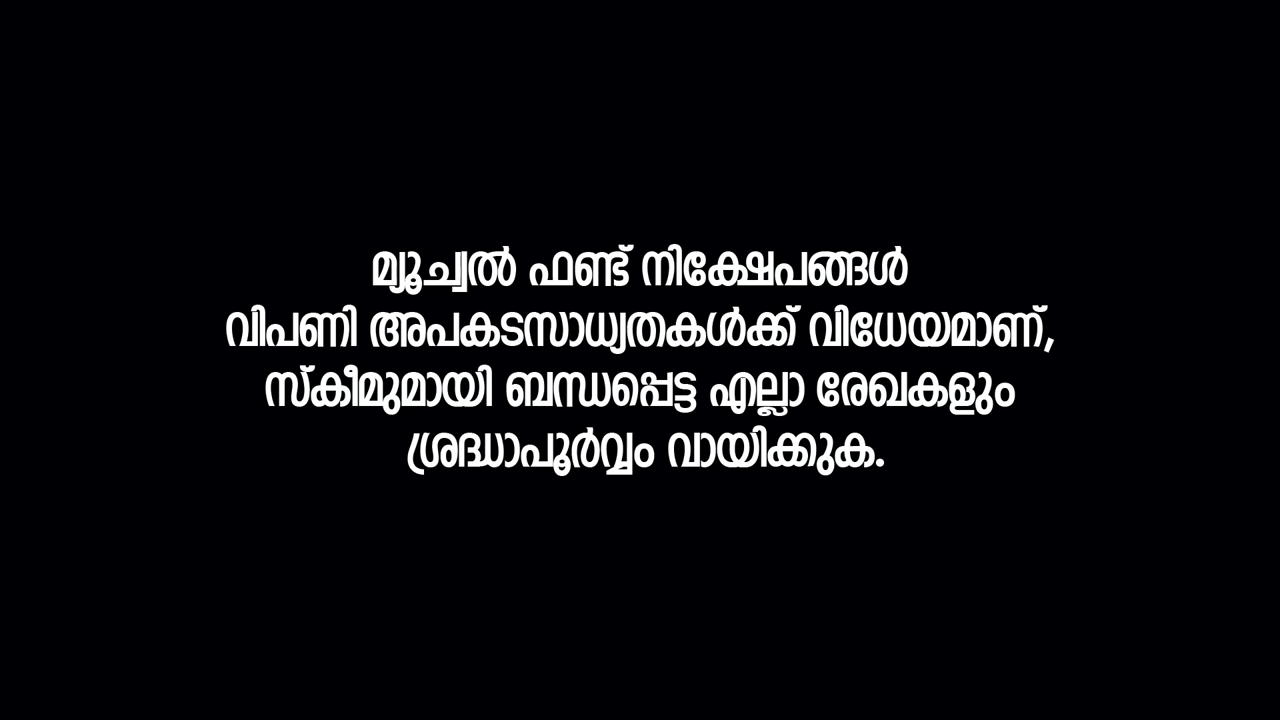 മ്യൂച്വൽ ഫണ്ട് നിക്ഷേപങ്ങൾ
വിപണി അപകടസാധ്യതകൾക്ക് വിധേയമാണ്,
സ്കീമുമായി ബന്ധപ്പെട്ട എല്ലാ രേഖകളും
ശ്രദ്ധാപൂർവ്വം വായിക്കുക.